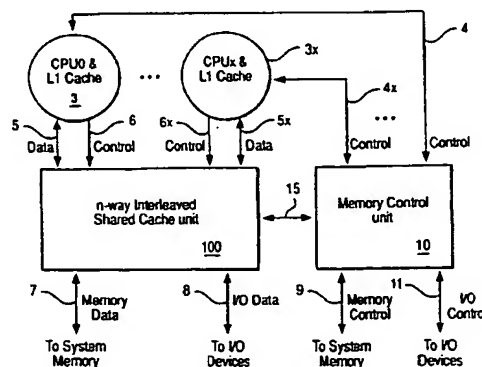 4
CPU0 &
L1 Cache
3
...
CPUx &
L1 Cache
3x
4x
...
5
6
6x
5x
Data
Control
Control
Data
n-way Interleaved
Shared Cache unit
100
15
Memory Control
unit
10
7
Memory
Data
8
I/O Data
9
Memory
Control
11
I/O
Control
To System
Memory
To I/O
Devices
To System
Memory
To I/O
Devices